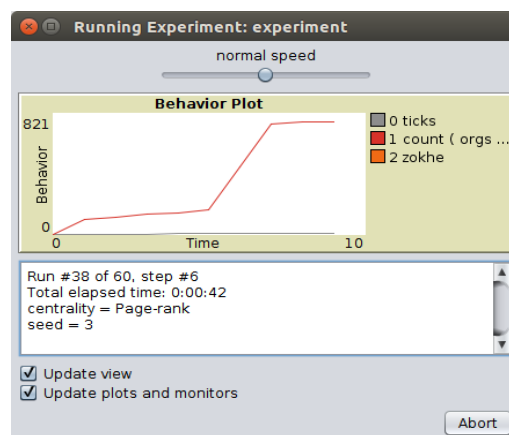 Running Experiment: experiment
normal speed
Behavior Plot
821
Behavior
0
0
Time
10
0 ticks
1 count ( orgs ...
2 zokhe
Run #38 of 60, step #6
Total elapsed time: 0:00:42
centrality = Page-rank
seed = 3
Update view
Update plots and monitors
Abort